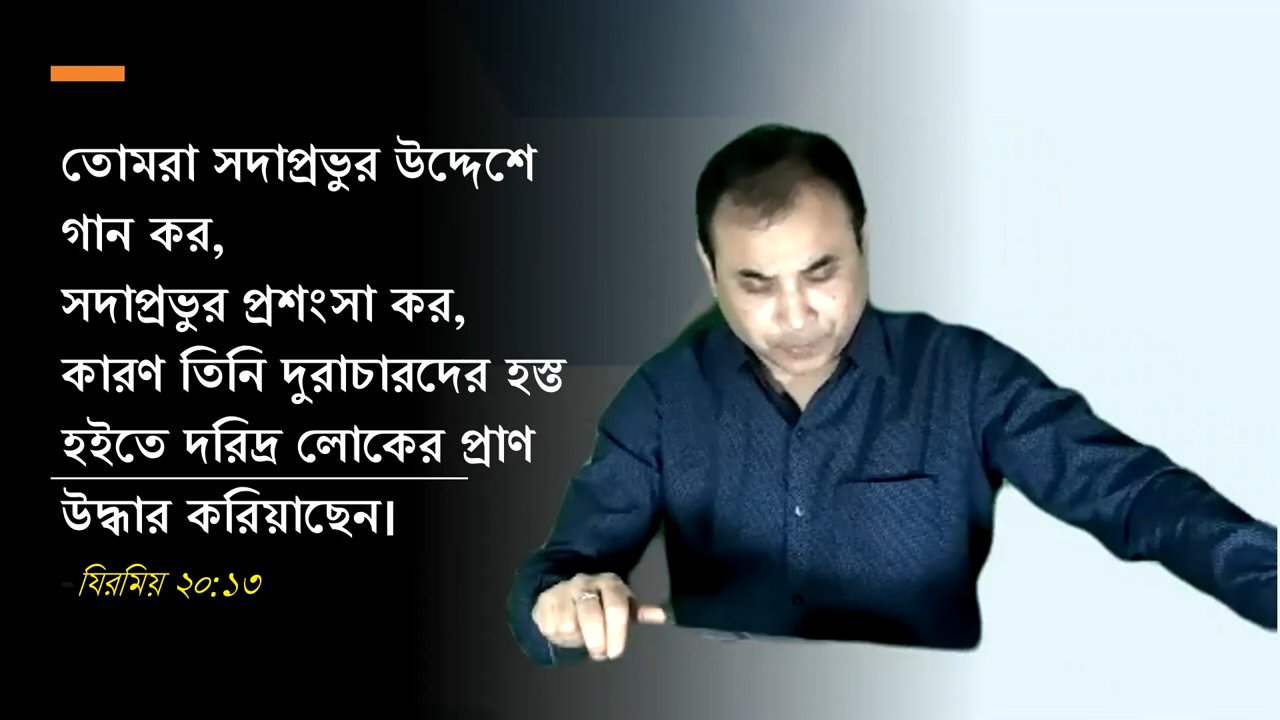 তোমরা সদাপ্রভুর উদ্দেশে
গান কর,
সদাপ্রভুর প্রশংসা কর,
কারণ তিনি দুরাচারদের হস্ত
হইতে দরিদ্র লোকের প্রাণ
উদ্ধার করিয়াছেন।
- যিরমিয় ২০:১৩